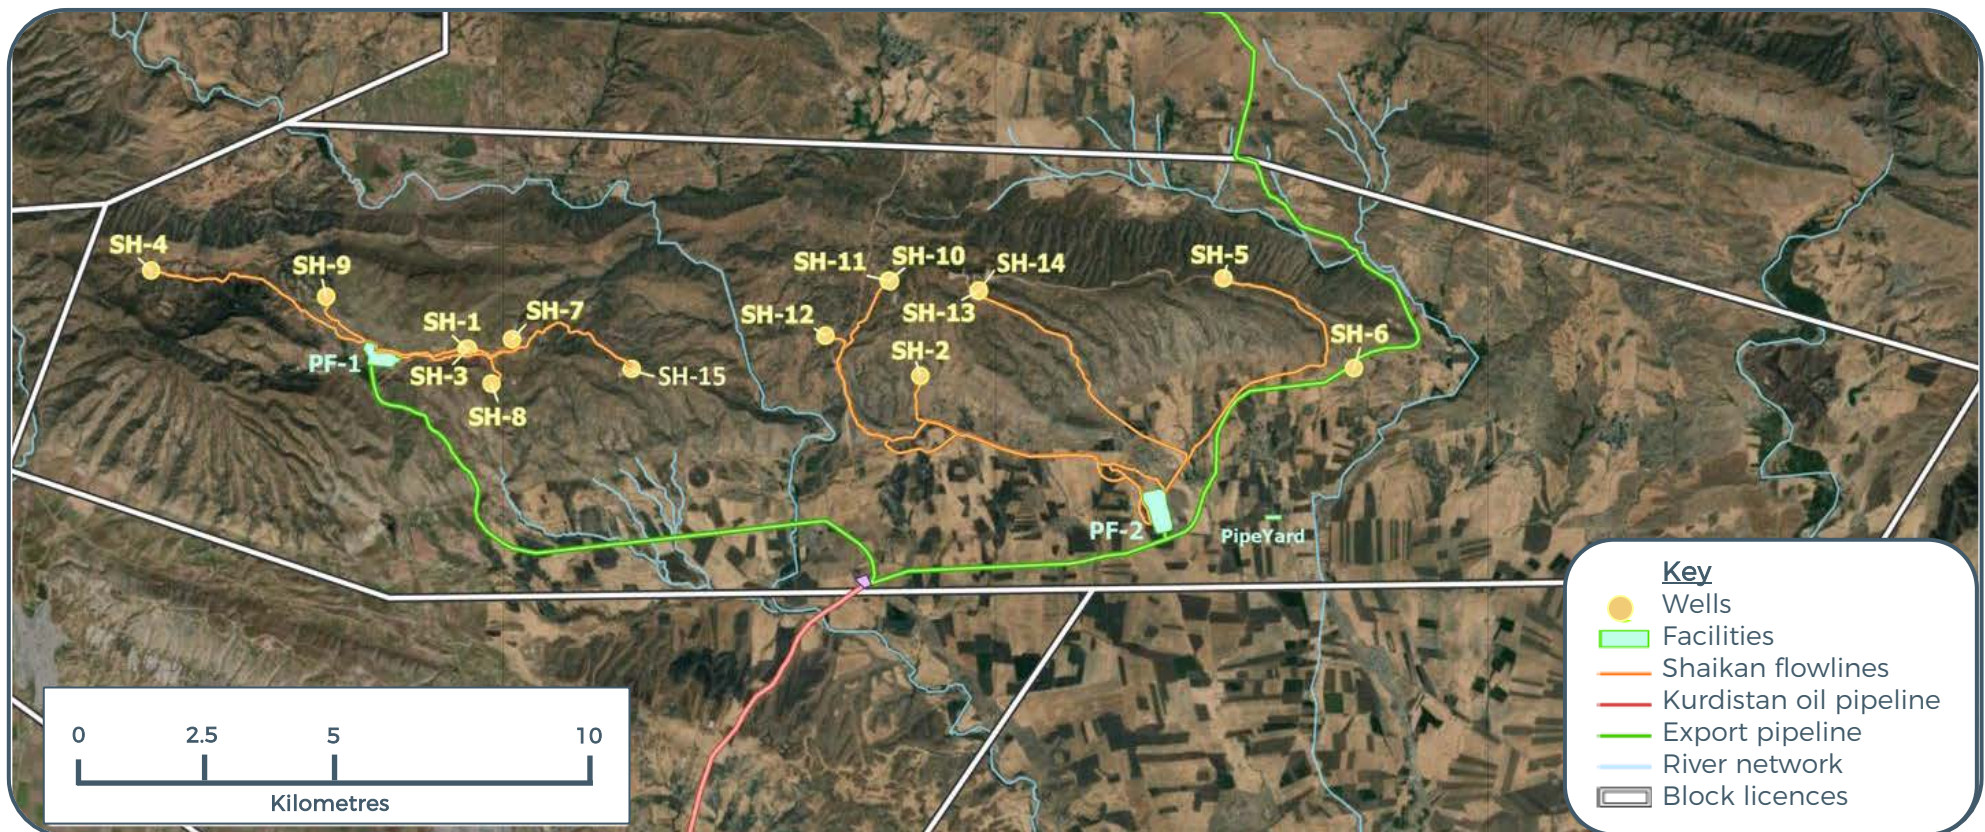 SH-4
SH-9
SH-11
SH-10
SH-14
SH-5
SH-1
SH-7
SH-12
SH-13
SH-6
PF-1
SH-3
SH-15
SH-2
SH-8
PF-2
PipeYard
Key
Wells
Facilities
Shaikan flowlines
Kurdistan oil pipeline
Export pipeline
River network
Block licences
0 2.5 5 10
Kilometres